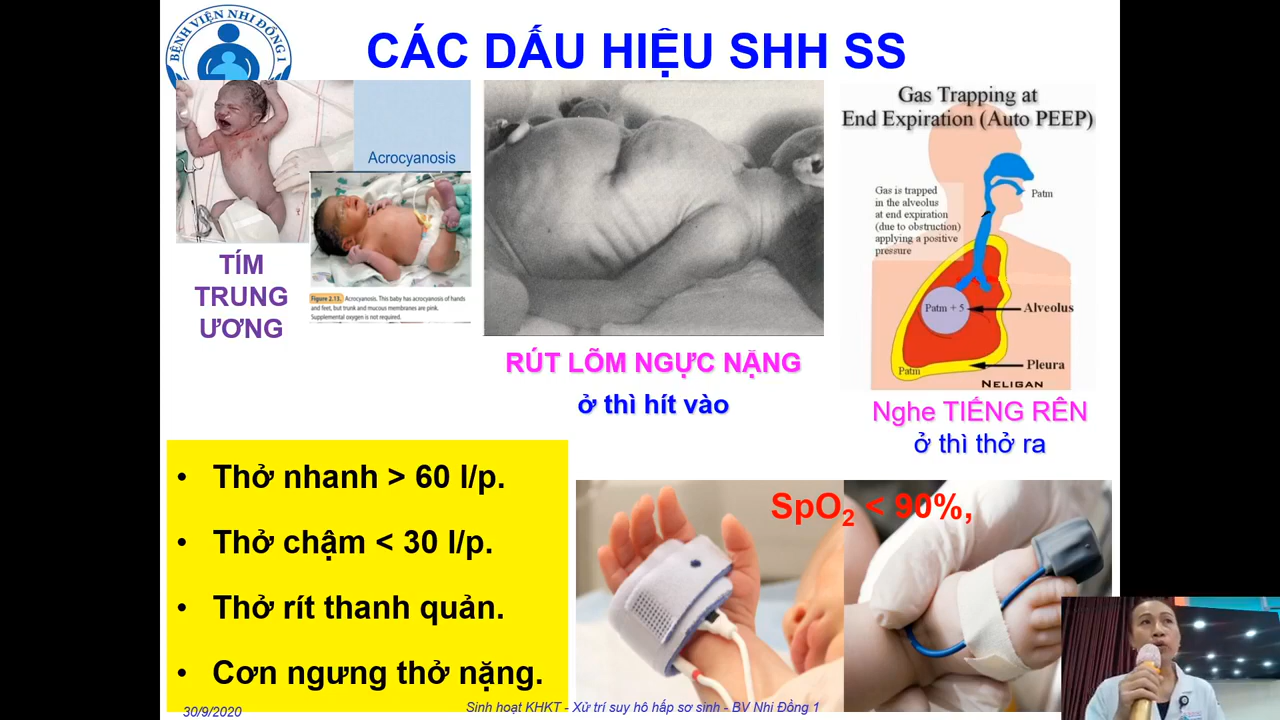 BỆNH VIỆN NHI ĐỒNG 1
CÁC DẤU HIỆU SHH SS
Acrocyanosis
Figure 2.13. Acrocyanosis. This baby has acrocyanosis of hands
and feet, but trunk and mucous membranes are pink.
Supplemental oxygen is not required.
TÍM
TRUNG
ƯƠNG
RÚT LÕM NGỰC NẶNG
ở thì hít vào
Gas Trapping at
End Expiration (Auto PEEP)
Gas is trapped
in the alveolus
at end expiration
(due to obstruction)
applying a positive
pressure
Patm
Patm + 5
Alveolus
Pleura
Patm
NELIGAN
Nghe TIẾNG RÊN
ở thì thở ra
• Thở nhanh > 60 l/p.
• Thở chậm < 30 l/p.
• Thở rít thanh quản.
• Cơn ngưng thở nặng.
SpO2 < 90%,
30/9/2020
Sinh hoạt KHKT - Xử trí suy hô hấp sơ sinh - BV Nhi Đồng 1